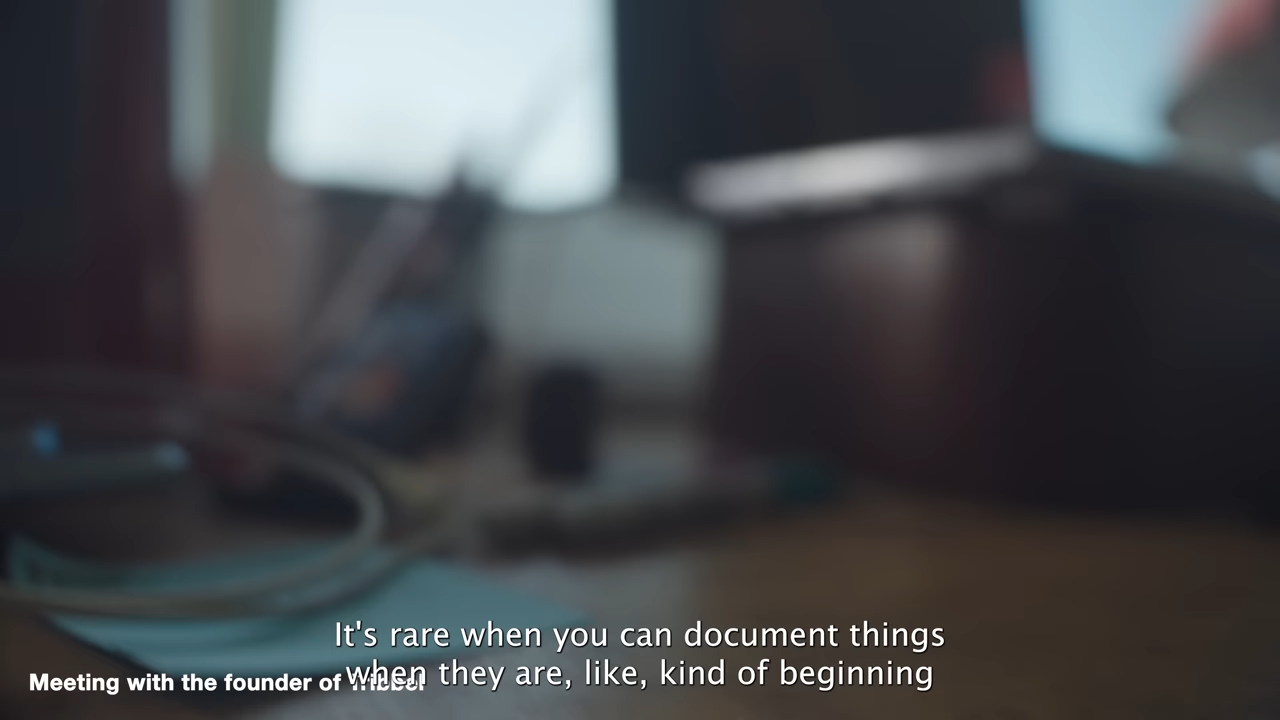 It's rare when you can document things
when they are, like, kind of beginning
Meeting with the founder of